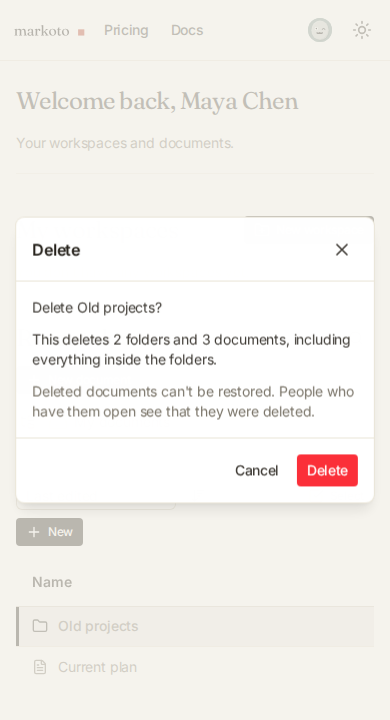 markoto Pricing Docs
Welcome back, Maya Chen
Your workspaces and documents.
Delete
Delete Old projects?
This deletes 2 folders and 3 documents, including
everything inside the folders.
Deleted documents can't be restored. People who
have them open see that they were deleted.
Cancel Delete
New
Name
Old projects
Current plan